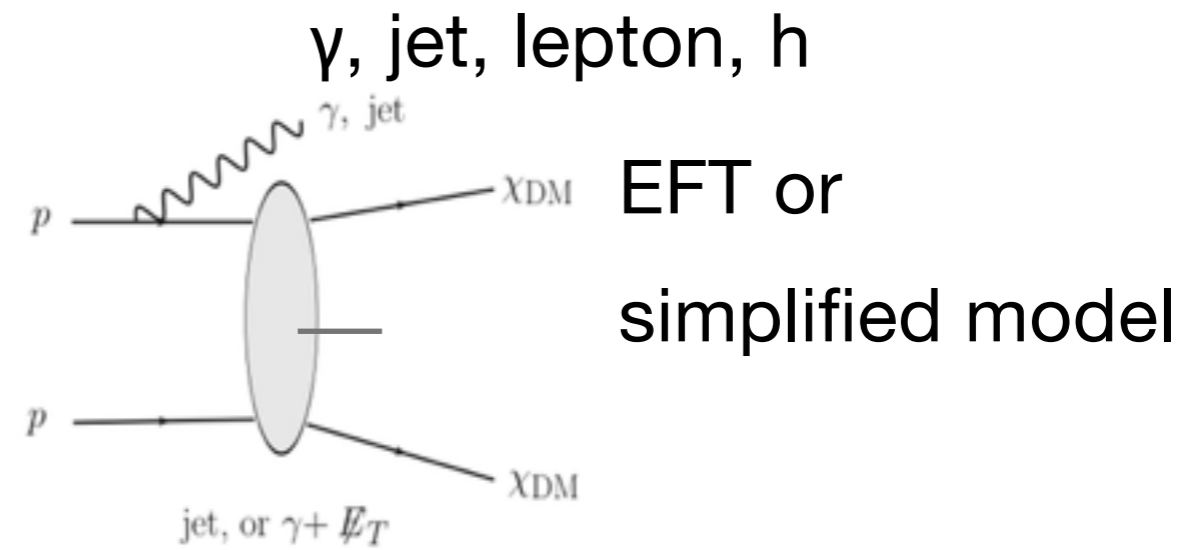 γ, jet, lepton, h
γ, jet
p
χDM
EFT or
simplified model
p
χDM
jet, or γ+ E̸T